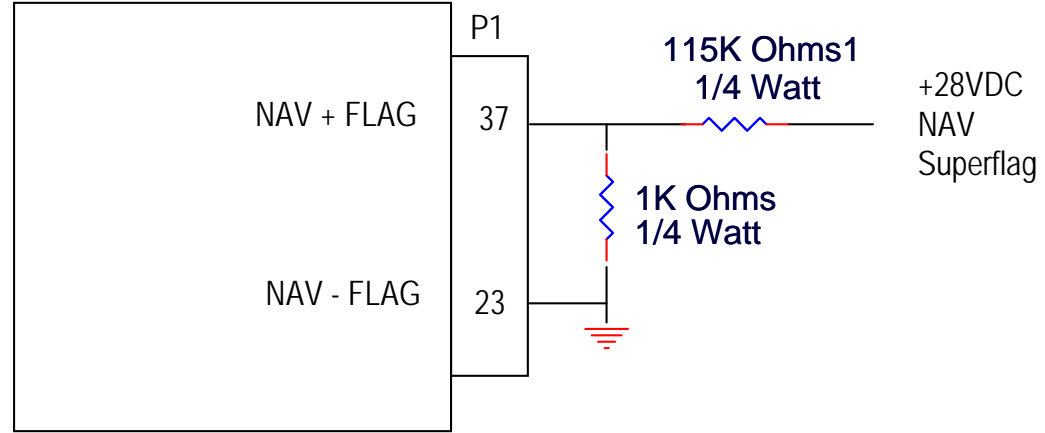 P1
115K Ohms1
1/4 Watt
+28VDC
NAV
Superflag
NAV + FLAG
37
1K Ohms
1/4 Watt
NAV - FLAG
23